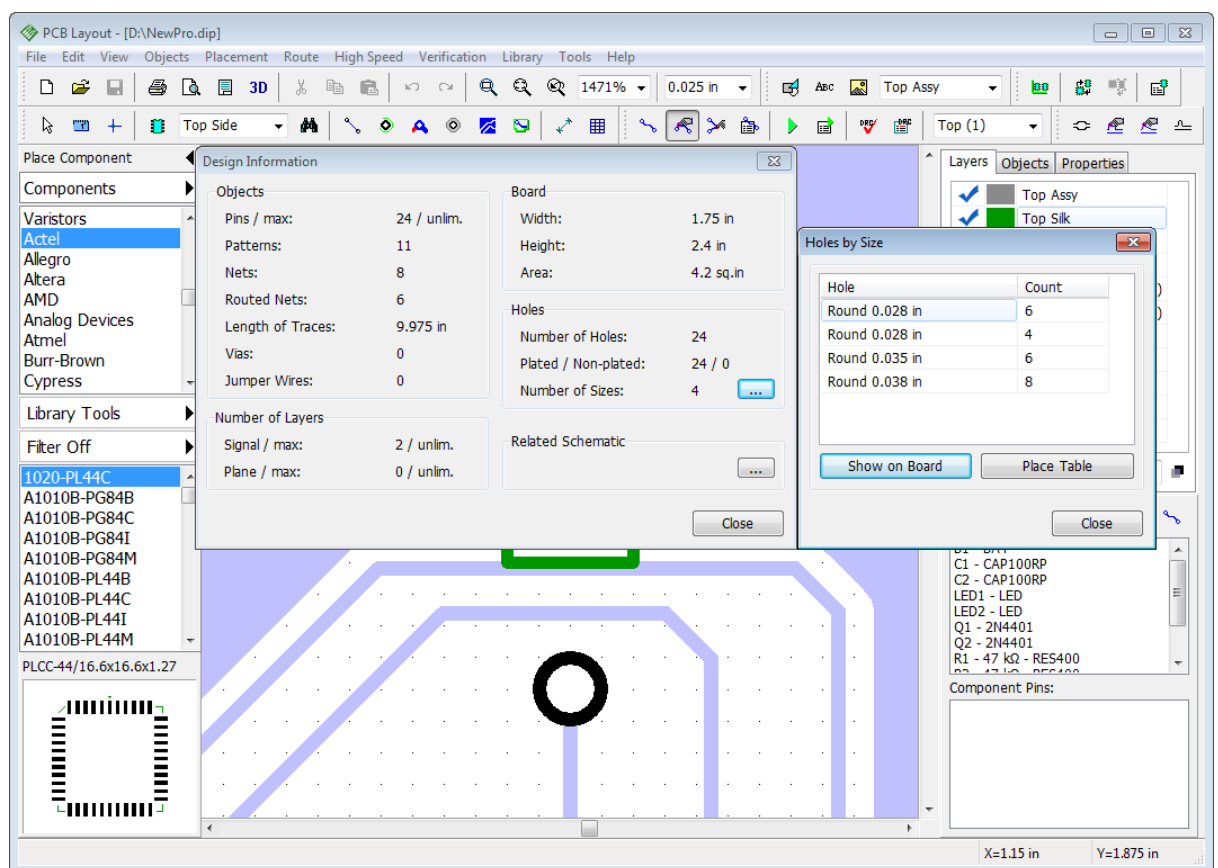 PCB Layout - [D:\NewPro.dip]
File Edit View Objects Placement Route High Speed Verification Library Tools Help
3D 1471% 0.025 in ABC Top Assy
Top Side DRC DRC Top (1)
Place Component
Components
Varistors
Actel
Allegro
Altera
AMD
Analog Devices
Atmel
Burr-Brown
Cypress
Library Tools
Filter Off
1020-PL44C
A1010B-PG84B
A1010B-PG84C
A1010B-PG84I
A1010B-PG84M
A1010B-PL44B
A1010B-PL44C
A1010B-PL44I
A1010B-PL44M
PLCC-44/16.6x16.6x1.27
Design Information
Objects
Pins / max: 24 / unlim.
Patterns: 11
Nets: 8
Routed Nets: 6
Length of Traces: 9.975 in
Vias: 0
Jumper Wires: 0
Number of Layers
Signal / max: 2 / unlim.
Plane / max: 0 / unlim.
Board
Width: 1.75 in
Height: 2.4 in
Area: 4.2 sq.in
Holes
Number of Holes: 24
Plated / Non-plated: 24 / 0
Number of Sizes: 4 ...
Related Schematic
...
Close
Layers Objects Properties
Top Assy
Top Silk
Holes by Size
Hole Count
Round 0.028 in 6
Round 0.028 in 4
Round 0.035 in 6
Round 0.038 in 8
Show on Board Place Table
Close
C1 - CAP100RP
C2 - CAP100RP
LED1 - LED
LED2 - LED
Q1 - 2N4401
Q2 - 2N4401
R1 - 47 kΩ - RES400
Component Pins:
X=1.15 in Y=1.875 in